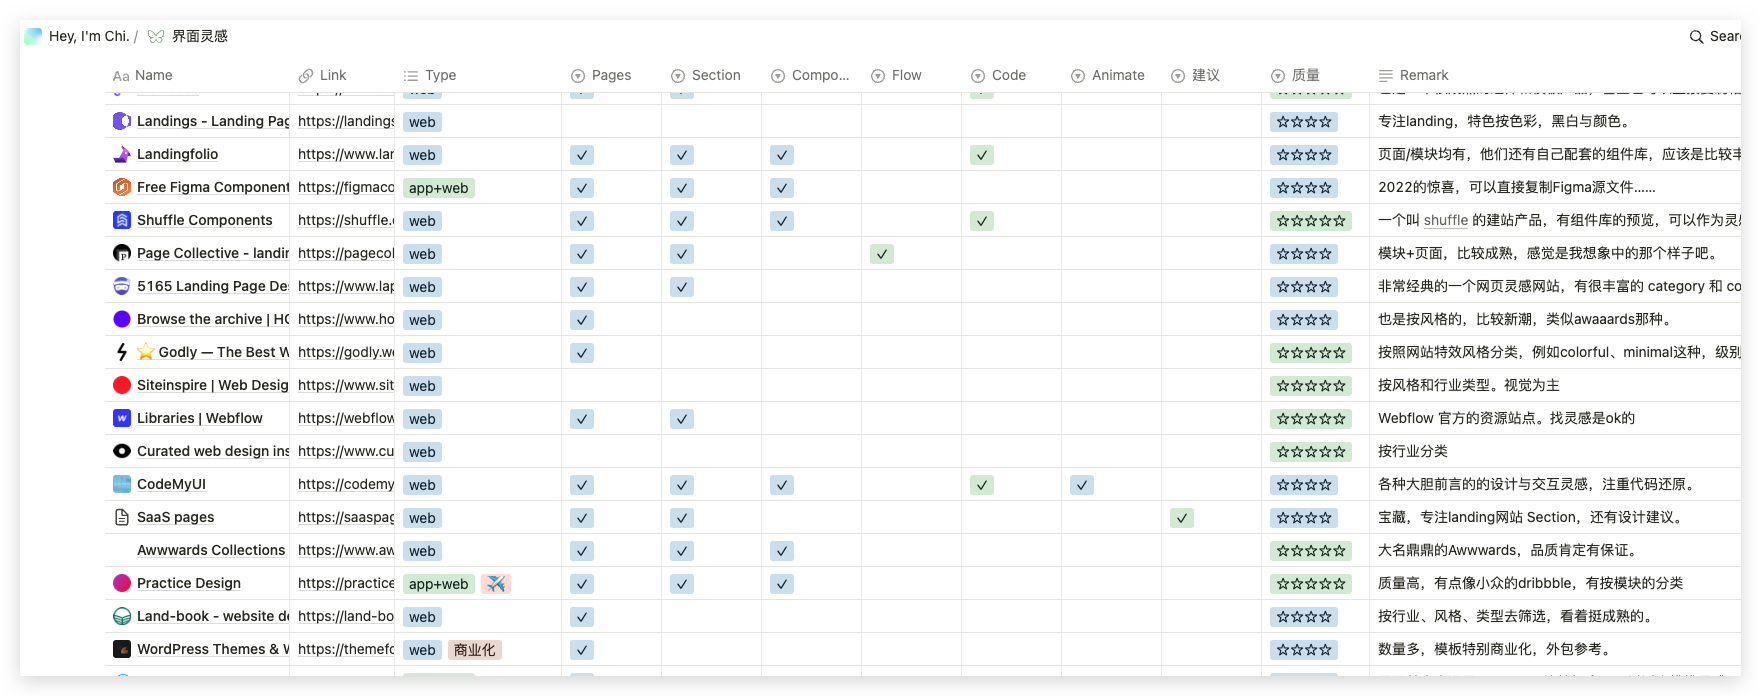 Hey, I'm Chi. / 界面灵感 Sear
Aa Name Link Type Pages Section Compo... Flow Code Animate 建议 质量 Remark
Landings - Landing Pag https://landings web ☆☆☆☆ 专注landing，特色按色彩，黑白与颜色。
Landingfolio https://www.lar web ✓ ✓ ✓ ✓ ☆☆☆☆ 页面/模块均有，他们还有自己配套的组件库，应该是比较丰
Free Figma Component https://figmaco app+web ✓ ✓ ✓ ☆☆☆☆ 2022的惊喜，可以直接复制Figma源文件......
Shuffle Components https://shuffle. web ✓ ✓ ✓ ✓ ☆☆☆☆☆ 一个叫 shuffle 的建站产品，有组件库的预览，可以作为灵感
Page Collective - landin https://pagecol web ✓ ✓ ✓ ☆☆☆☆ 模块+页面，比较成熟，感觉是我想象中的那个样子吧。
5165 Landing Page Des https://www.lap web ✓ ✓ ☆☆☆☆ 非常经典的一个网页灵感网站，有很丰富的 category 和 co
Browse the archive | HO https://www.ho web ✓ ☆☆☆☆ 也是按风格的，比较新潮，类似awaaards那种。
⭐ Godly — The Best W https://godly.we web ✓ ☆☆☆☆☆ 按照网站特效风格分类，例如colorful、minimal这种，级别
Siteinspire | Web Desig https://www.sit web ☆☆☆☆☆ 按风格和行业类型。视觉为主
Libraries | Webflow https://webflow web ✓ ✓ ☆☆☆☆☆ Webflow 官方的资源站点。找灵感是ok的
Curated web design ins https://www.cu web ☆☆☆☆☆ 按行业分类
CodeMyUI https://codemy web ✓ ✓ ✓ ✓ ✓ ☆☆☆☆ 各种大胆前言的的设计与交互灵感，注重代码还原。
SaaS pages https://saaspag web ✓ ✓ ✓ ☆☆☆☆ 宝藏，专注landing网站 Section，还有设计建议。
Awwwards Collections https://www.aw web ✓ ✓ ✓ ☆☆☆☆☆ 大名鼎鼎的Awwwards，品质肯定有保证。
Practice Design https://practice app+web ✈️ ✓ ✓ ✓ ☆☆☆☆☆ 质量高，有点像小众的dribbble，有按模块的分类
Land-book - website de https://land-bo web ✓ ☆☆☆☆ 按行业、风格、类型去筛选，看着挺成熟的。
WordPress Themes & W https://themefo web 商业化 ✓ ☆☆☆☆ 数量多，模板特别商业化，外包参考。